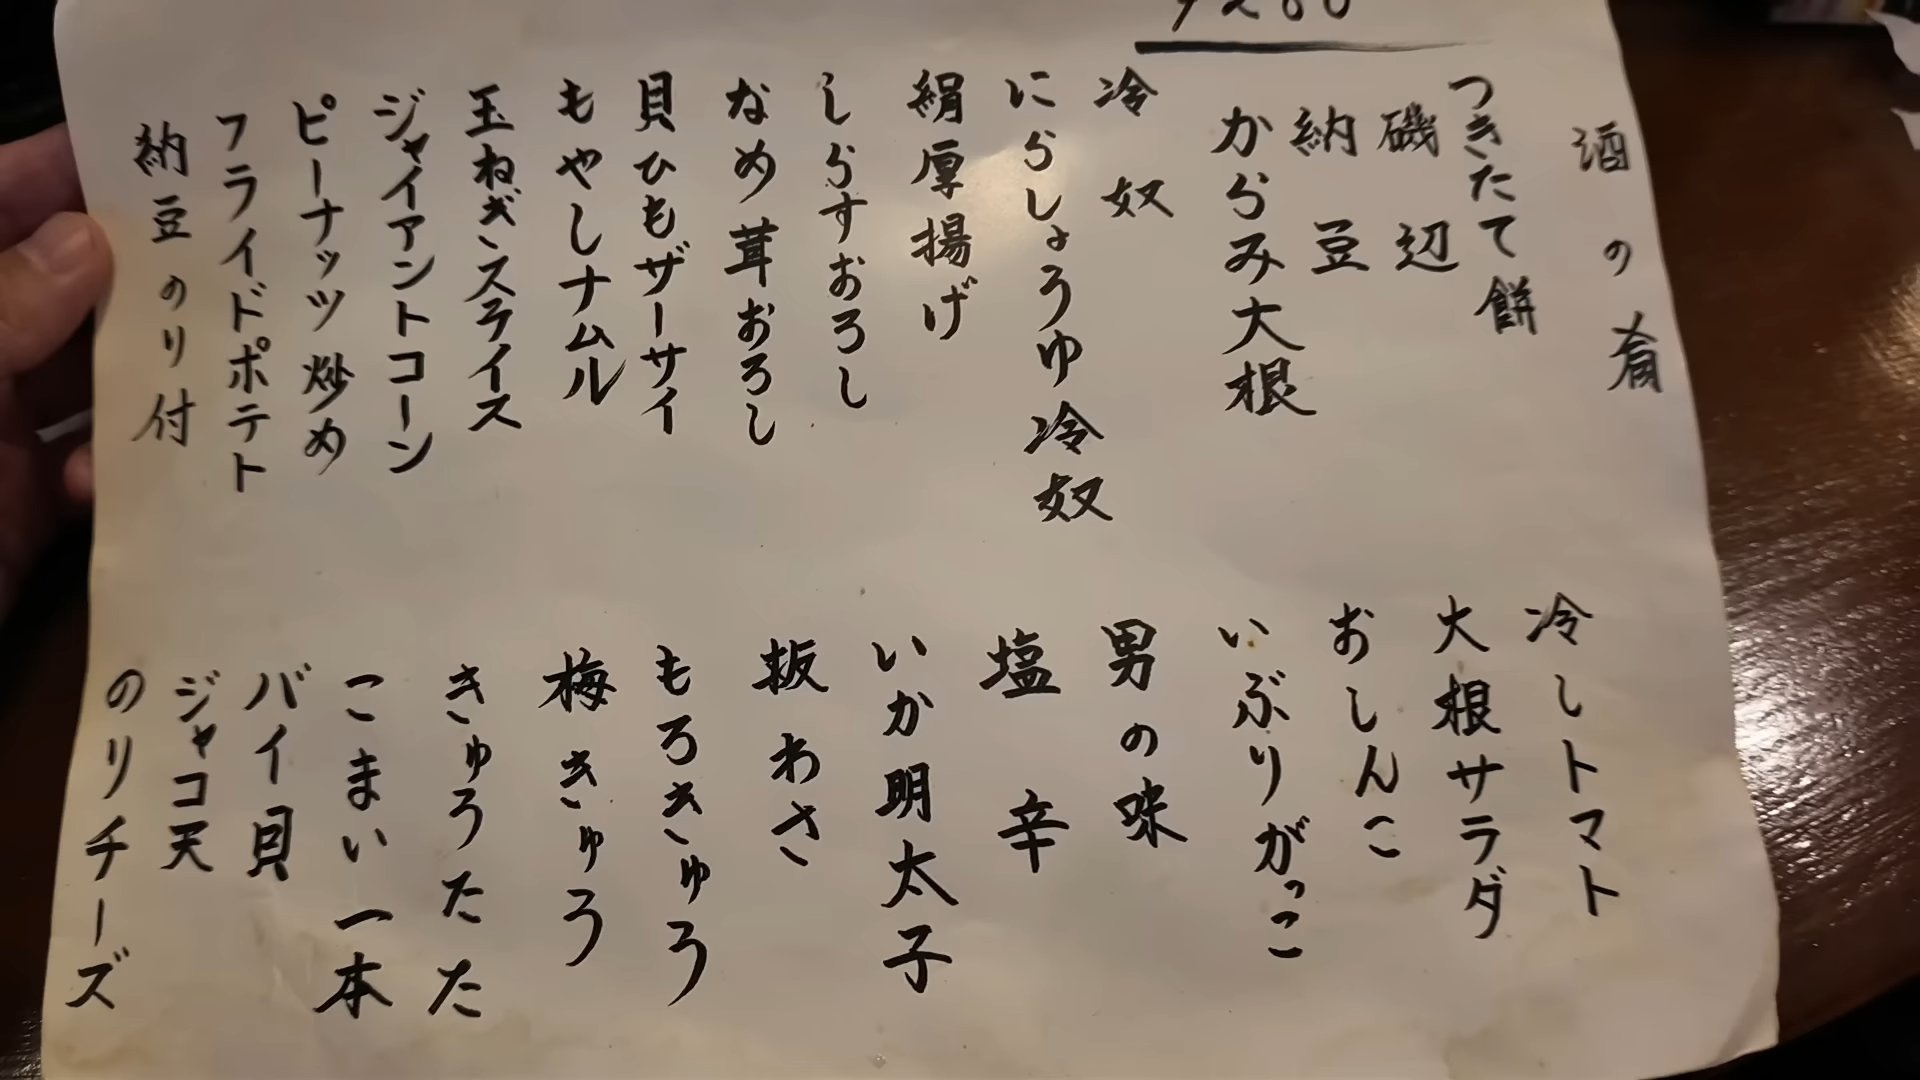 酒の肴
つきたて餅
磯辺
納豆
からみ大根
冷奴
にらしょうゆ冷奴
絹厚揚げ
しらすおろし
なめ茸おろし
貝ひもザーサイ
もやしナムル
玉ねぎスライス
ジャイアントコーン
ピーナッツ炒め
フライドポテト
納豆のり付
冷しトマト
大根サラダ
おしんこ
いぶりがっこ
男の味
塩辛
いか明太子
板わさ
もろきゅう
梅きゅう
きゅうたた
こまい一本
バイ貝
ジャコ天
のりチーズ